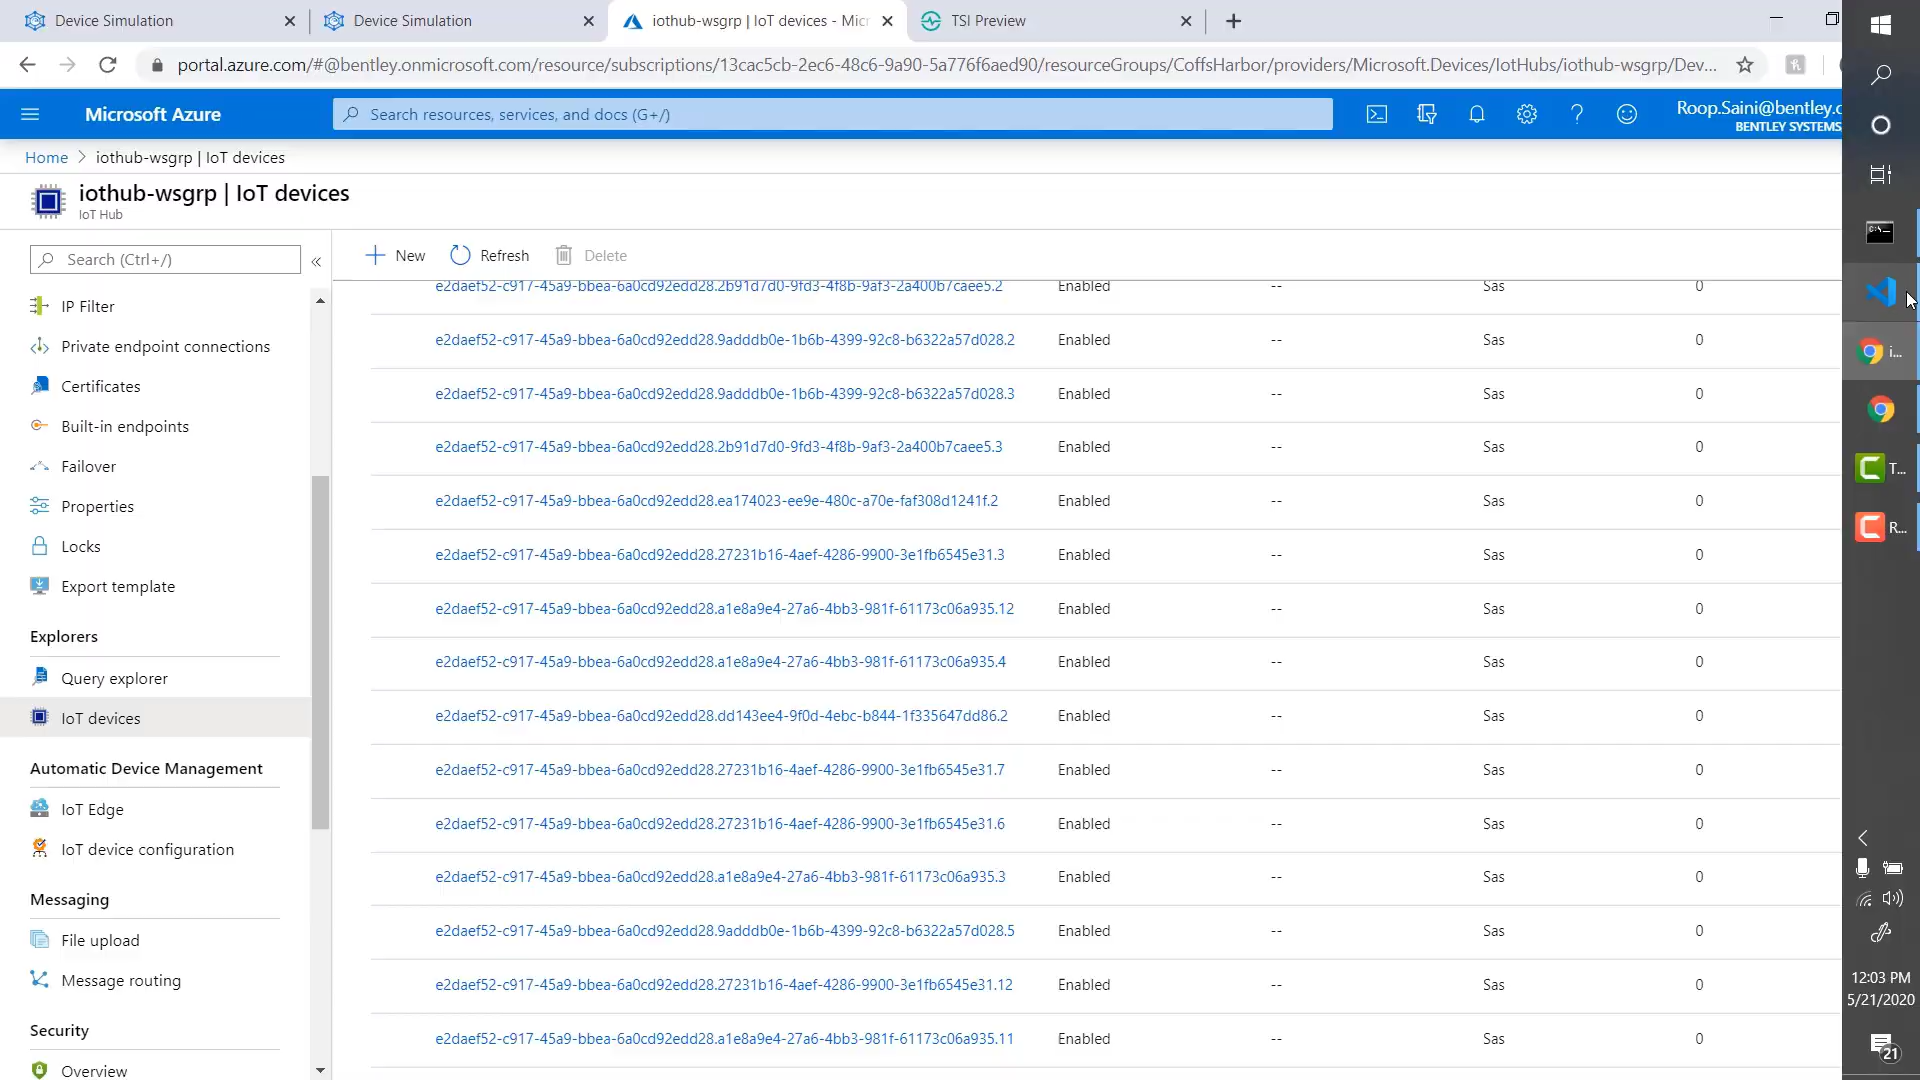 Device Simulation
Device Simulation
iothub-wsgrp | IoT devices - Micr
TSI Preview
portal.azure.com/#@bentley.onmicrosoft.com/resource/subscriptions/13cac5cb-2ec6-48c6-9a90-5a776f6aed90/resourceGroups/CoffsHarbor/providers/Microsoft.Devices/IotHubs/iothub-wsgrp/Dev...
Microsoft Azure
Search resources, services, and docs (G+/)
Roop.Saini@bentley.c
BENTLEY SYSTEMS
Home > iothub-wsgrp | IoT devices
iothub-wsgrp | IoT devices
IoT Hub
Search (Ctrl+/)
«
New
Refresh
Delete
IP Filter
Private endpoint connections
Certificates
Built-in endpoints
Failover
Properties
Locks
Export template
Explorers
Query explorer
IoT devices
Automatic Device Management
IoT Edge
IoT device configuration
Messaging
File upload
Message routing
Security
Overview
e2daef52-c917-45a9-bbea-6a0cd92edd28.2b91d7d0-9fd3-4f8b-9af3-2a400b7caee5.2 Enabled -- Sas 0
e2daef52-c917-45a9-bbea-6a0cd92edd28.9adddb0e-1b6b-4399-92c8-b6322a57d028.2 Enabled -- Sas 0
e2daef52-c917-45a9-bbea-6a0cd92edd28.9adddb0e-1b6b-4399-92c8-b6322a57d028.3 Enabled -- Sas 0
e2daef52-c917-45a9-bbea-6a0cd92edd28.2b91d7d0-9fd3-4f8b-9af3-2a400b7caee5.3 Enabled -- Sas 0
e2daef52-c917-45a9-bbea-6a0cd92edd28.ea174023-ee9e-480c-a70e-faf308d1241f.2 Enabled -- Sas 0
e2daef52-c917-45a9-bbea-6a0cd92edd28.27231b16-4aef-4286-9900-3e1fb6545e31.3 Enabled -- Sas 0
e2daef52-c917-45a9-bbea-6a0cd92edd28.a1e8a9e4-27a6-4bb3-981f-61173c06a935.12 Enabled -- Sas 0
e2daef52-c917-45a9-bbea-6a0cd92edd28.a1e8a9e4-27a6-4bb3-981f-61173c06a935.4 Enabled -- Sas 0
e2daef52-c917-45a9-bbea-6a0cd92edd28.dd143ee4-9f0d-4ebc-b844-1f335647dd86.2 Enabled -- Sas 0
e2daef52-c917-45a9-bbea-6a0cd92edd28.27231b16-4aef-4286-9900-3e1fb6545e31.7 Enabled -- Sas 0
e2daef52-c917-45a9-bbea-6a0cd92edd28.27231b16-4aef-4286-9900-3e1fb6545e31.6 Enabled -- Sas 0
e2daef52-c917-45a9-bbea-6a0cd92edd28.a1e8a9e4-27a6-4bb3-981f-61173c06a935.3 Enabled -- Sas 0
e2daef52-c917-45a9-bbea-6a0cd92edd28.9adddb0e-1b6b-4399-92c8-b6322a57d028.5 Enabled -- Sas 0
e2daef52-c917-45a9-bbea-6a0cd92edd28.27231b16-4aef-4286-9900-3e1fb6545e31.12 Enabled -- Sas 0
e2daef52-c917-45a9-bbea-6a0cd92edd28.a1e8a9e4-27a6-4bb3-981f-61173c06a935.11 Enabled -- Sas 0
i...
T...
R...
12:03 PM
5/21/2020
21